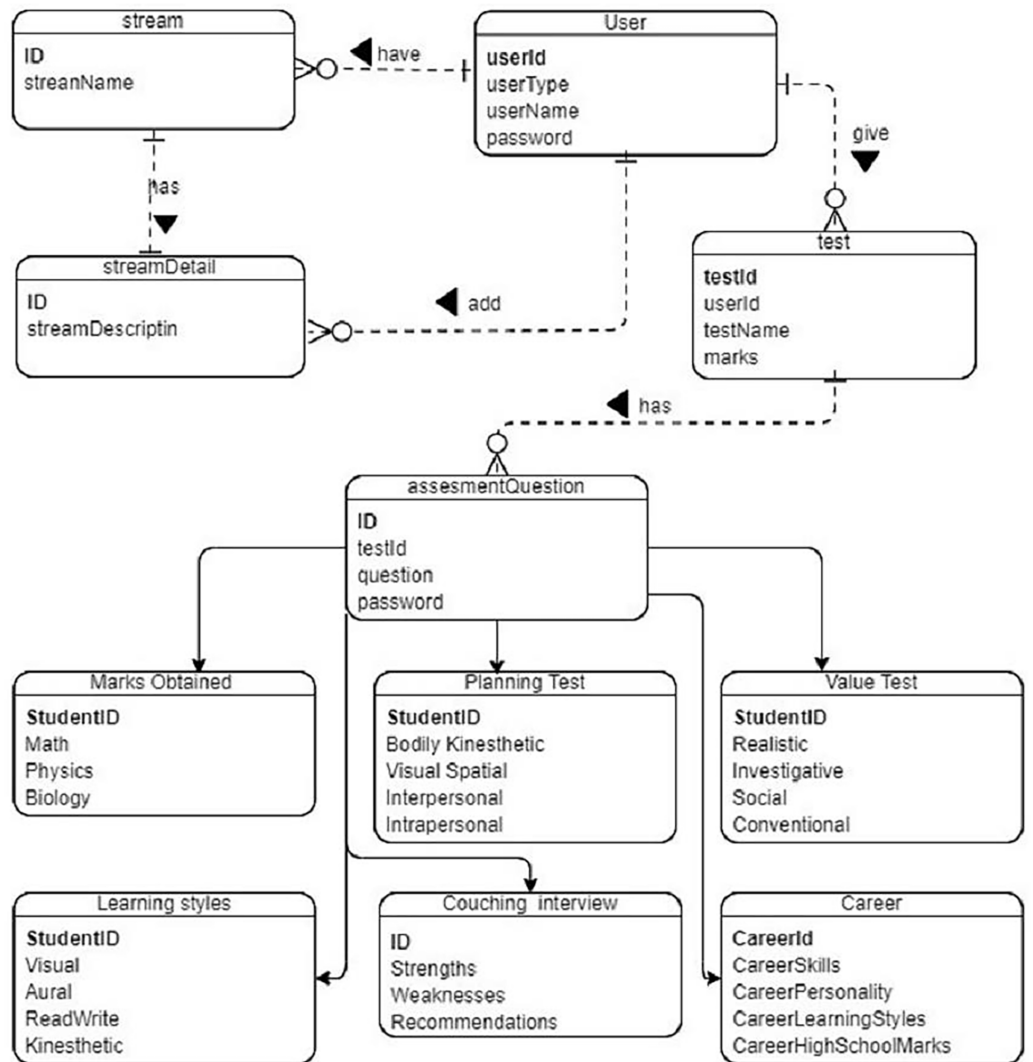 stream
ID
streanName
have
User
userId
userType
userName
password
give
has
streamDetail
ID
streamDescriptin
add
test
testId
userId
testName
marks
has
assesmentQuestion
ID
testId
question
password
Marks Obtained
StudentID
Math
Physics
Biology
Planning Test
StudentID
Bodily Kinesthetic
Visual Spatial
Interpersonal
Intrapersonal
Value Test
StudentID
Realistic
Investigative
Social
Conventional
Learning styles
StudentID
Visual
Aural
ReadWrite
Kinesthetic
Couching interview
ID
Strengths
Weaknesses
Recommendations
Career
CareerId
CareerSkills
CareerPersonality
CareerLearningStyles
CareerHighSchoolMarks